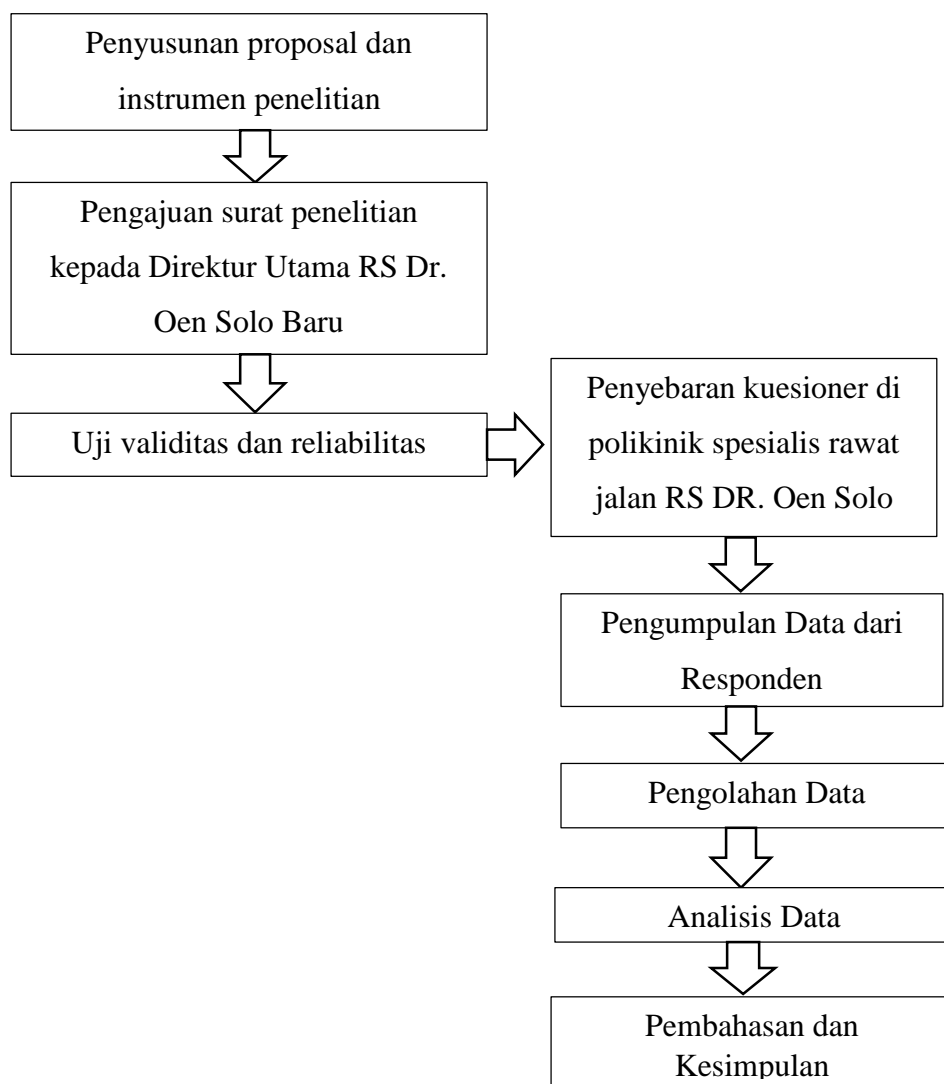 Penyusunan proposal dan
instrumen penelitian
Pengajuan surat penelitian
kepada Direktur Utama RS Dr.
Oen Solo Baru
Uji validitas dan reliabilitas
Penyebaran kuesioner di
polikinik spesialis rawat
jalan RS DR. Oen Solo
Pengumpulan Data dari
Responden
Pengolahan Data
Analisis Data
Pembahasan dan
Kesimpulan